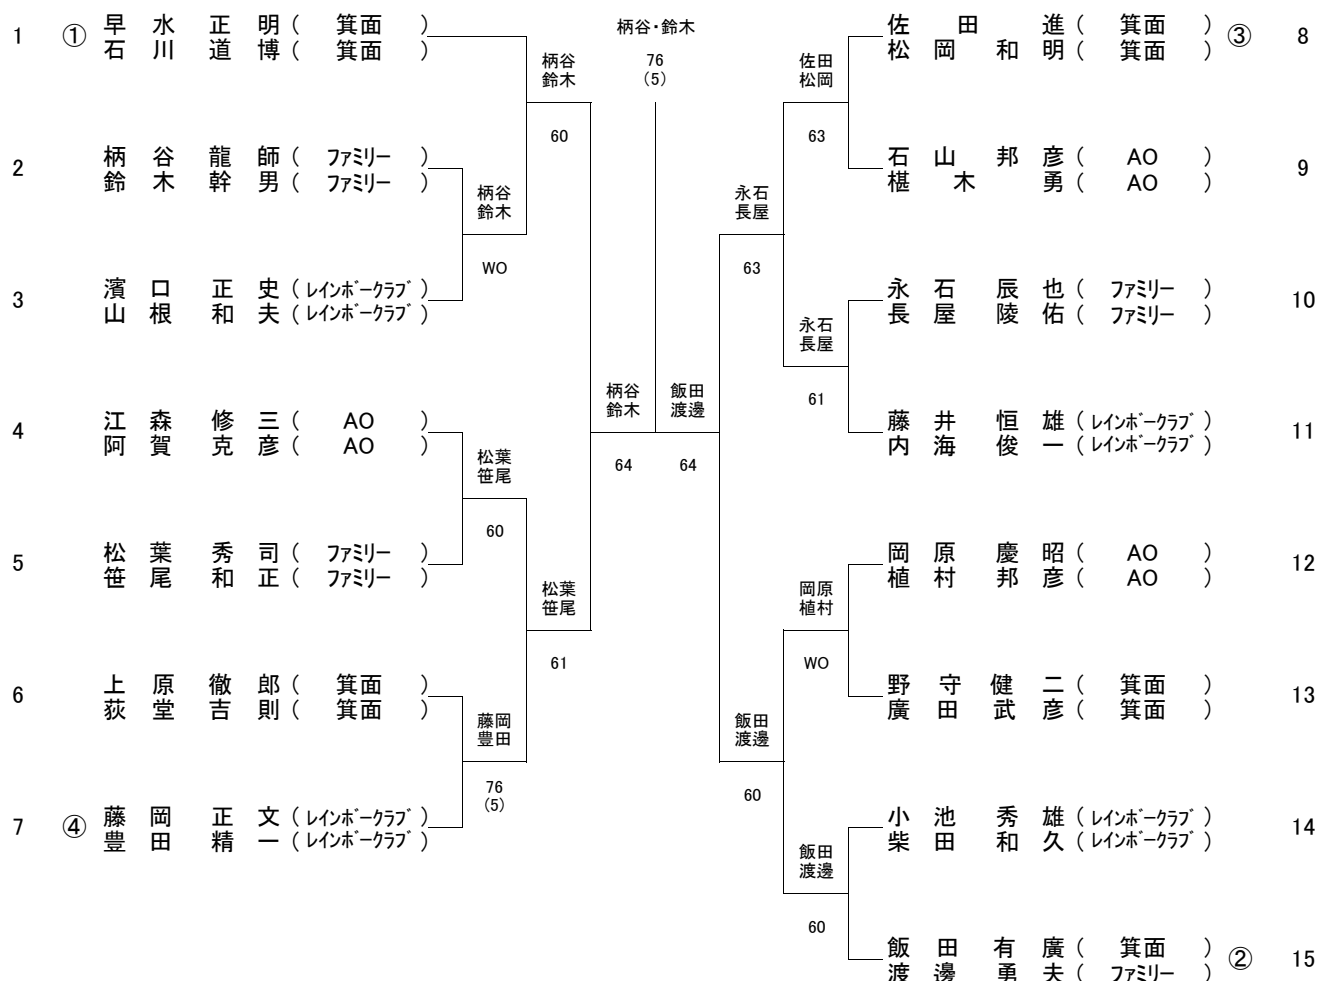 1 ① 早水正明(箕面)
石川道博(箕面)
2 柄谷龍師(ファミリー)
鈴木幹男(ファミリー)
3 濱口正史(レインボークラブ)
山根和夫(レインボークラブ)
4 江森修三(AO)
阿賀克彦(AO)
5 松葉秀司(ファミリー)
笹尾和正(ファミリー)
6 上原徹郎(箕面)
荻堂吉則(箕面)
7 ④ 藤岡正文(レインボークラブ)
豊田精一(レインボークラブ)
柄谷
鈴木
WO
松葉
笹尾
60
藤岡
豊田
76
(5)
柄谷
鈴木
60
松葉
笹尾
61
柄谷
鈴木
64
柄谷・鈴木
76
(5)
飯田
渡邊
64
永石
長屋
63
飯田
渡邊
60
佐田
松岡
63
永石
長屋
61
岡原
植村
WO
飯田
渡邊
60
佐田進(箕面) ③ 8
松岡和明(箕面)
石山邦彦(AO) 9
椹木勇(AO)
永石辰也(ファミリー) 10
長屋陵佑(ファミリー)
藤井恒雄(レインボークラブ) 11
内海俊一(レインボークラブ)
岡原慶昭(AO) 12
植村邦彦(AO)
野守健二(箕面) 13
廣田武彦(箕面)
小池秀雄(レインボークラブ) 14
柴田和久(レインボークラブ)
飯田有廣(箕面) ② 15
渡邊勇夫(ファミリー)